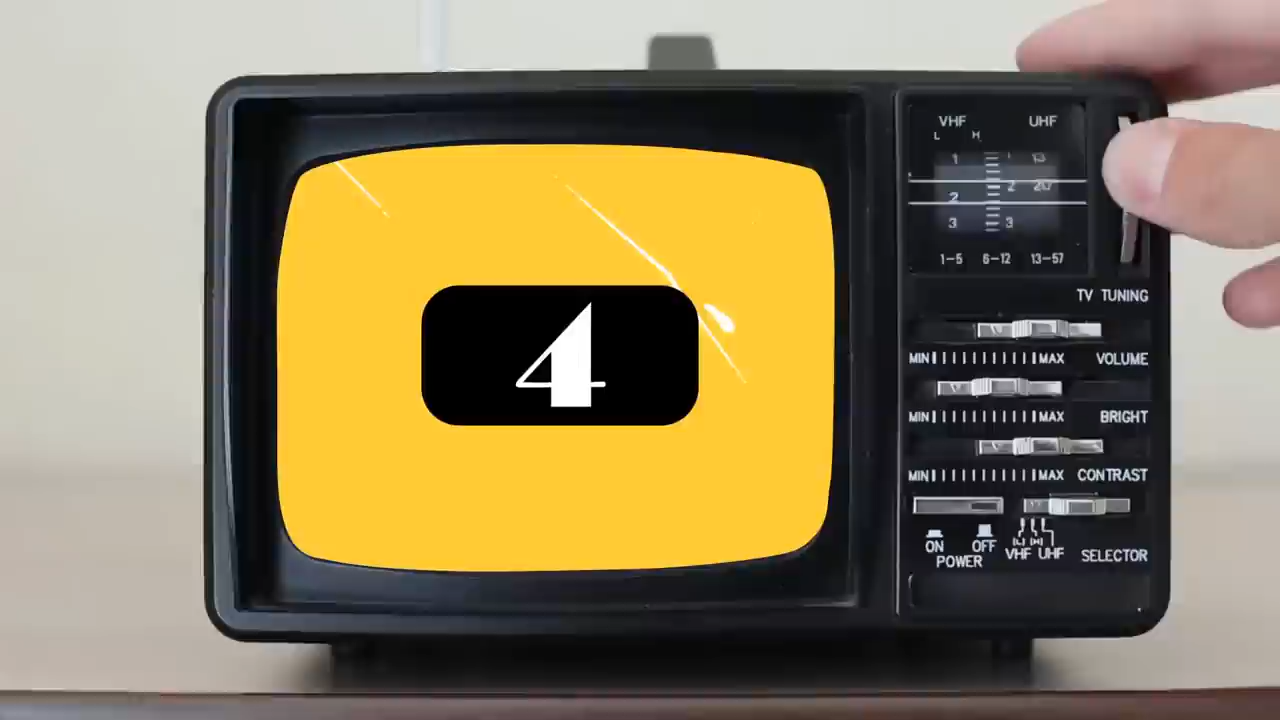 4
VHF UHF
L H
1 1 13
2 2
3 3
1-5 6-12 13-57
TV TUNING
MIN MAX VOLUME
MIN MAX BRIGHT
MIN MAX CONTRAST
ON OFF
POWER
VHF UHF
SELECTOR